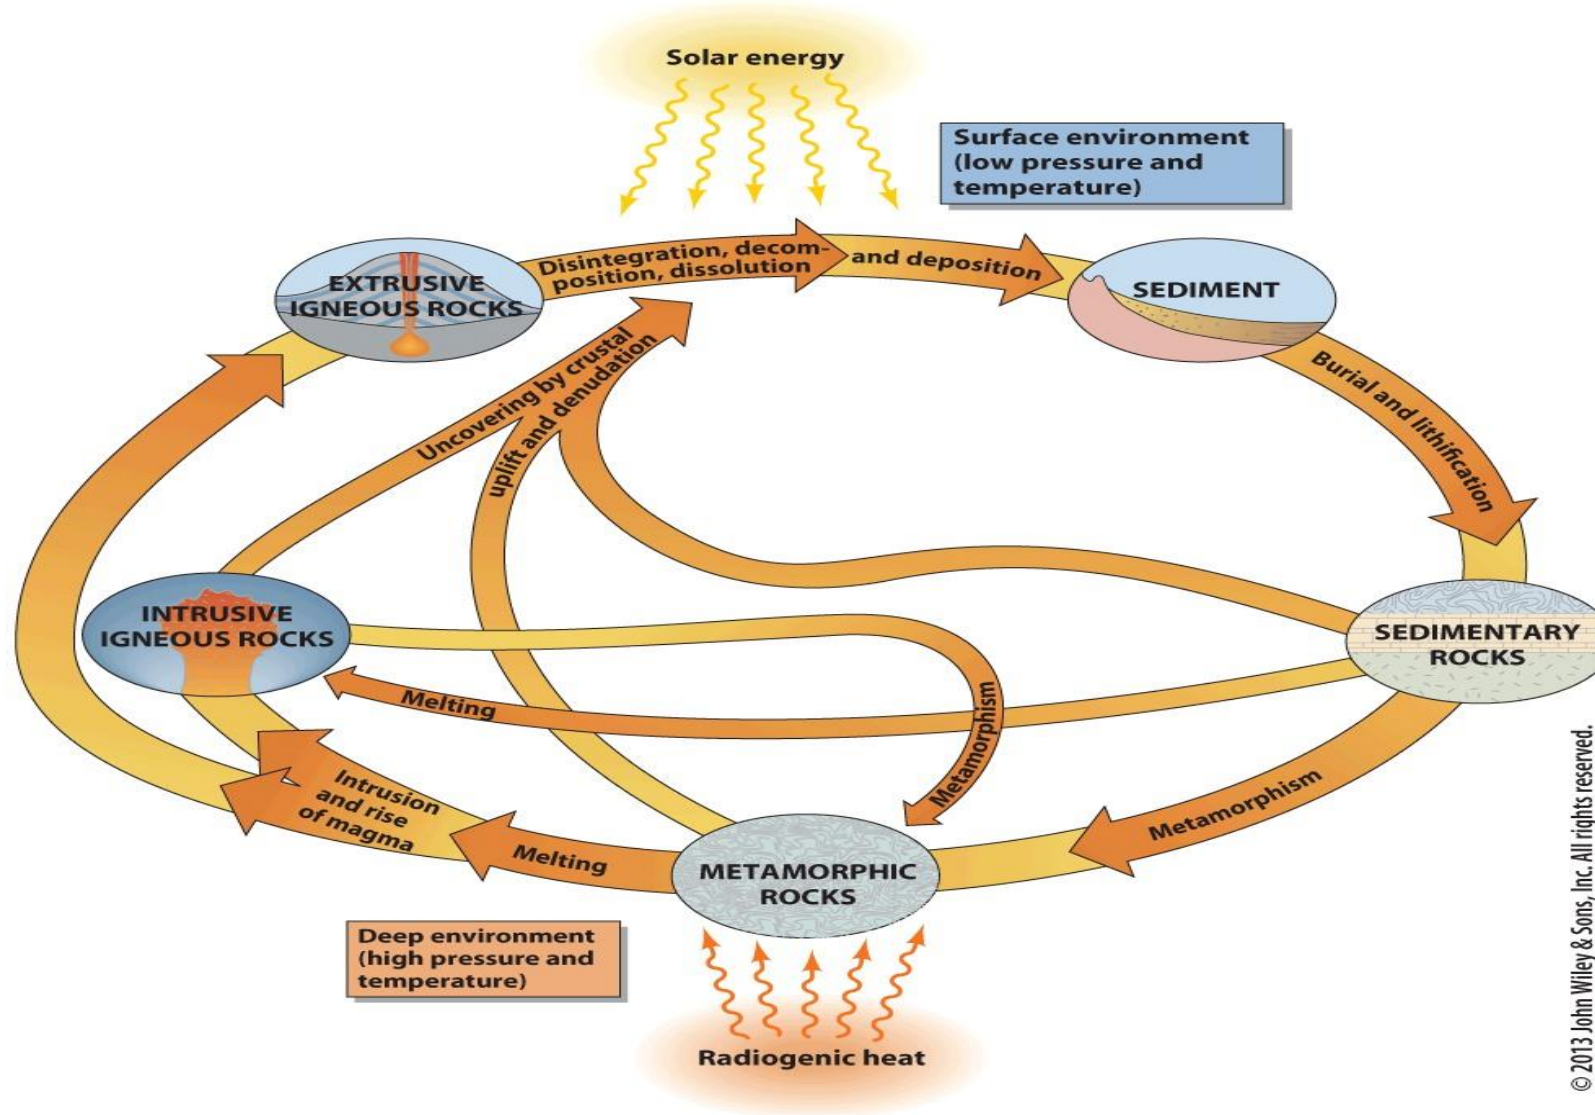 Solar energy
Surface environment
(low pressure and
temperature)
Disintegration, decom-
position, dissolution
and deposition
EXTRUSIVE
IGNEOUS ROCKS
SEDIMENT
Uncovering by crustal
uplift and denudation
Burial and lithification
INTRUSIVE
IGNEOUS ROCKS
SEDIMENTARY
ROCKS
Melting
Metamorphism
Intrusion
and rise
of magma
Melting
Metamorphism
METAMORPHIC
ROCKS
Deep environment
(high pressure and
temperature)
Radiogenic heat
© 2013 John Wiley & Sons, Inc. All rights reserved.